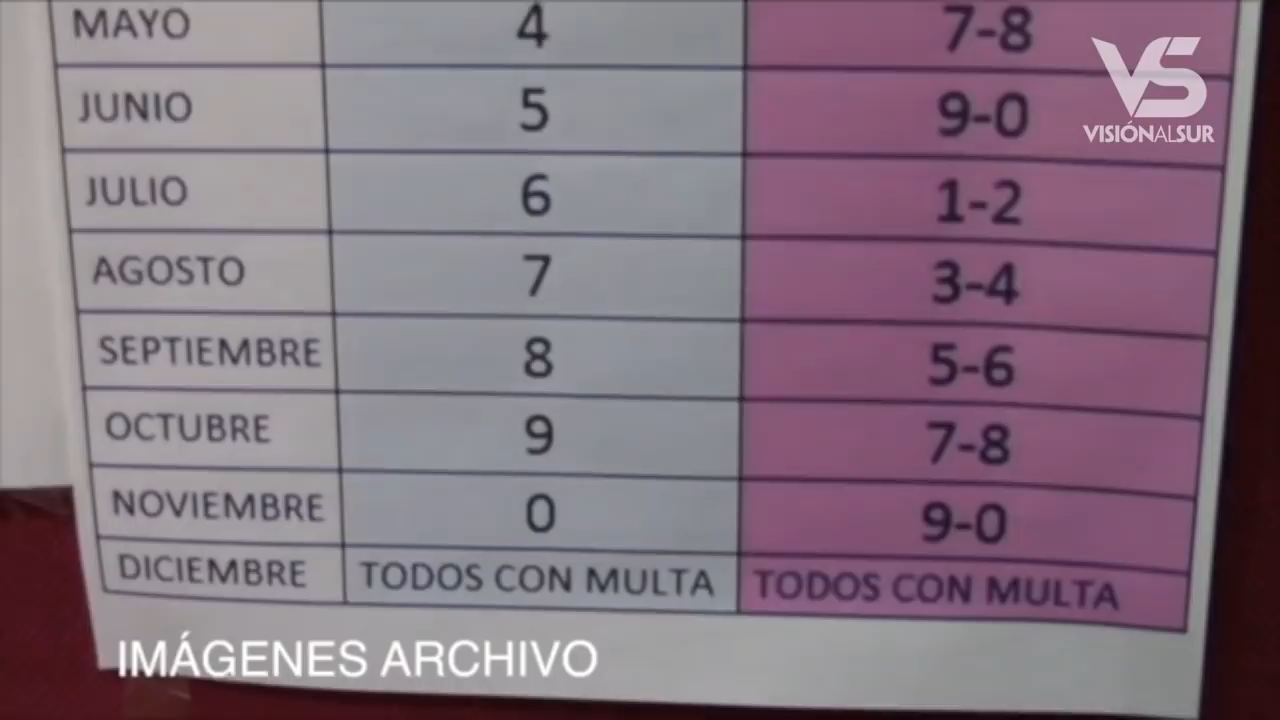 MAYO 4 7-8
VS
VISIÓNALSUR
JUNIO 5 9-0
JULIO 6 1-2
AGOSTO 7 3-4
SEPTIEMBRE 8 5-6
OCTUBRE 9 7-8
NOVIEMBRE 0 9-0
DICIEMBRE TODOS CON MULTA TODOS CON MULTA
IMÁGENES ARCHIVO